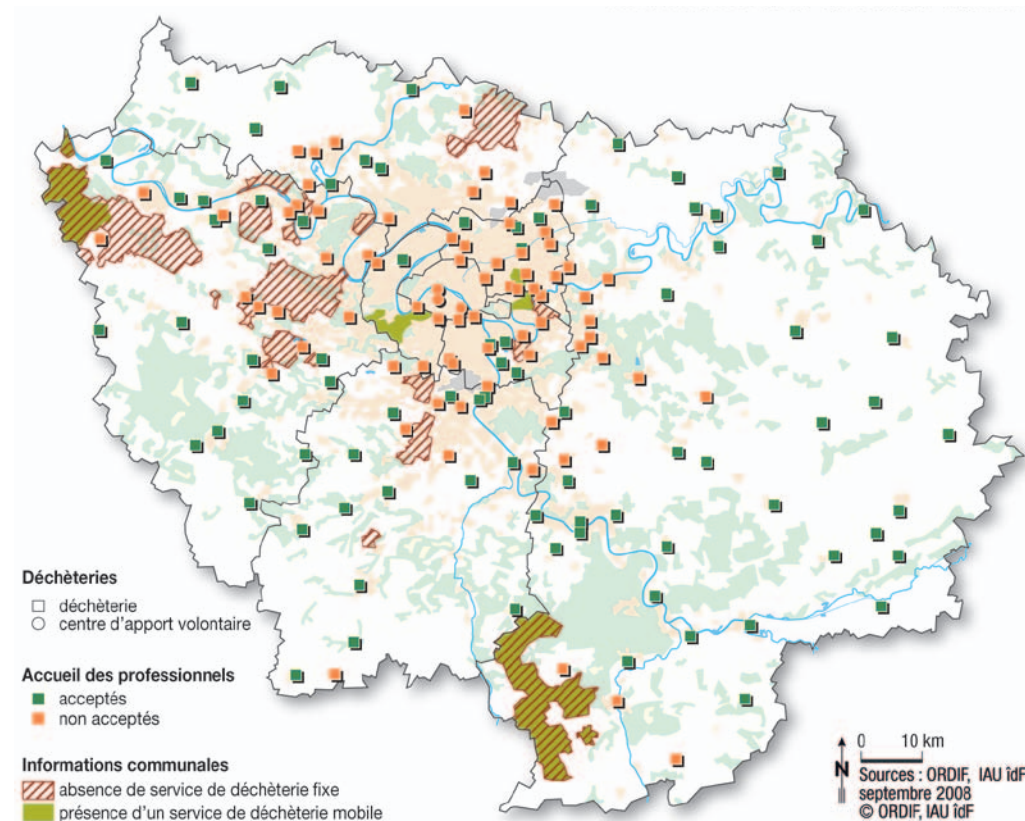 Déchèteries
déchèterie
centre d'apport volontaire
Accueil des professionnels
acceptés
non acceptés
Informations communales
absence de service de déchèterie fixe
présence d'un service de déchèterie mobile
0 10 km
N
Sources : ORDIF, IAU îdF
septembre 2008
© ORDIF, IAU îdF